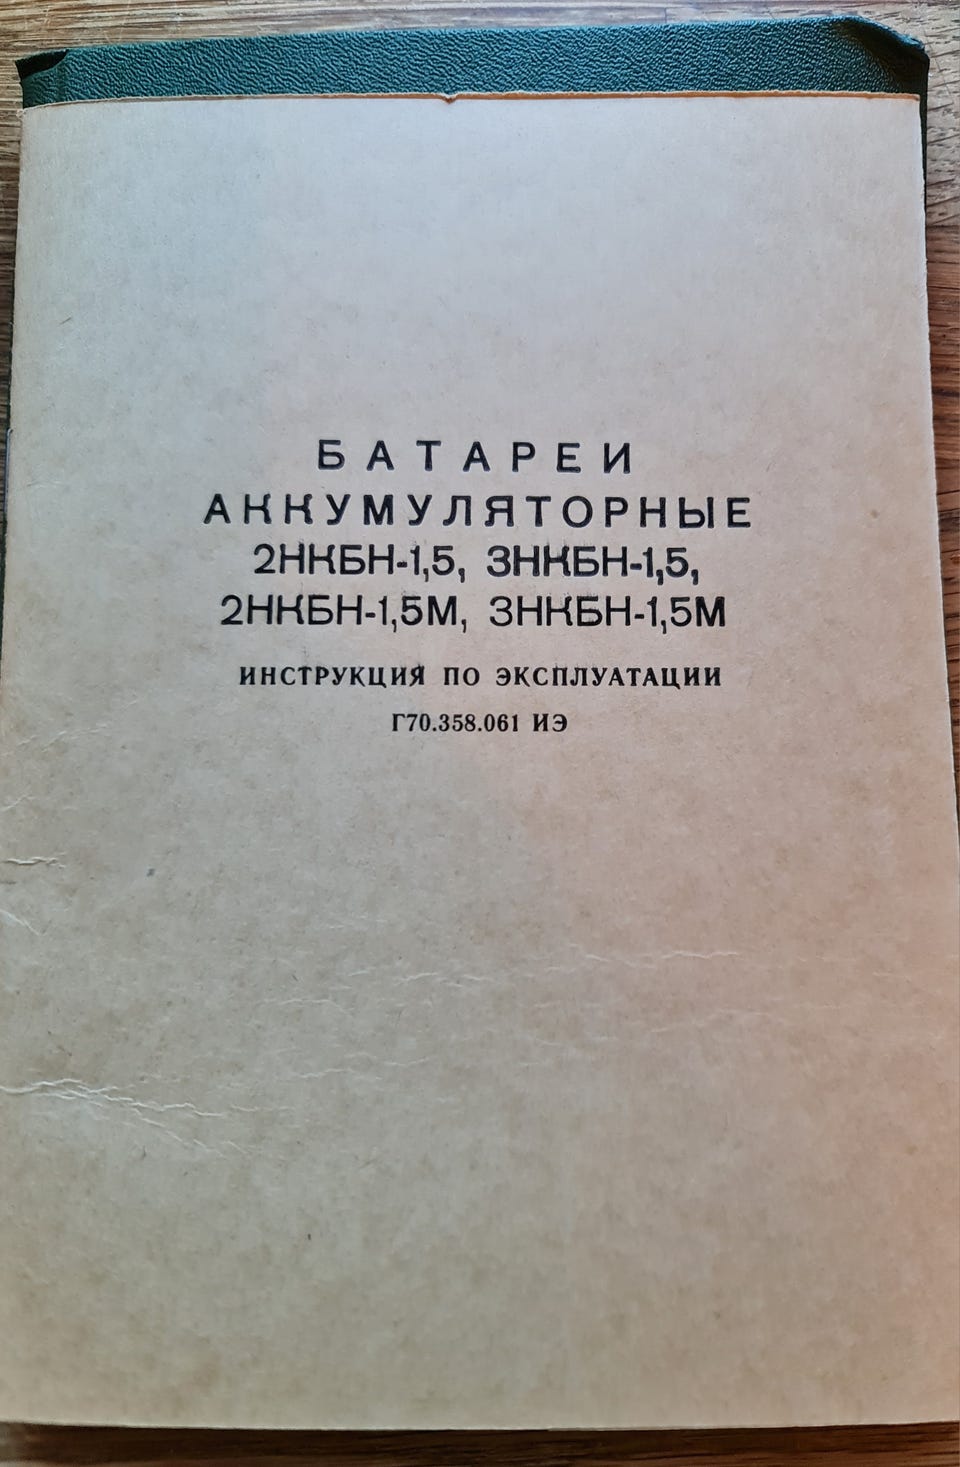 БАТАРЕИ
АККУМУЛЯТОРНЫЕ
2НКБН-1,5, 3НКБН-1,5,
2НКБН-1,5М, 3НКБН-1,5М
ИНСТРУКЦИЯ ПО ЭКСПЛУАТАЦИИ
Г70.358.061 ИЭ